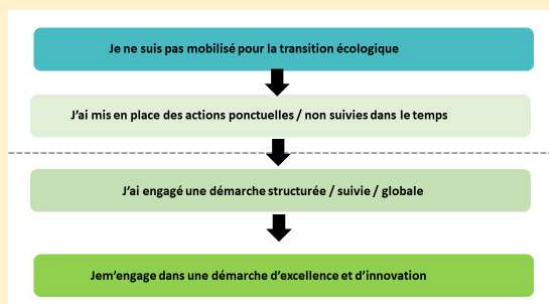 Je ne suis pas mobilisé pour la transition écologique
J'ai mis en place des actions ponctuelles / non suivies dans le temps
J'ai engagé une démarche structurée / suivie / globale
Jem'engage dans une démarche d'excellence et d'innovation